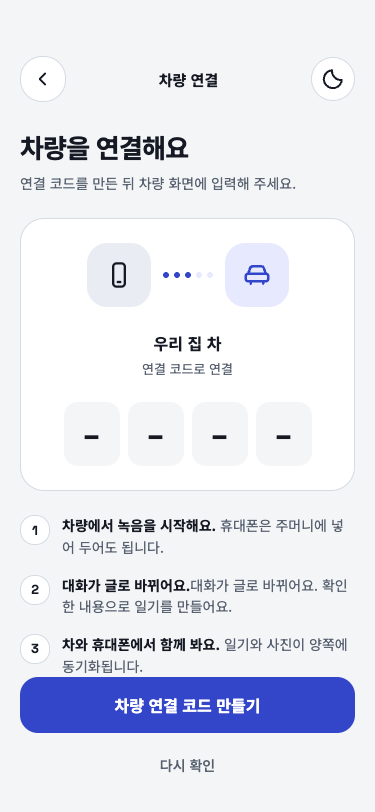 차량 연결
차량을 연결해요
연결 코드를 만든 뒤 차량 화면에 입력해 주세요.
우리 집 차
연결 코드로 연결
– – – –
1 차량에서 녹음을 시작해요. 휴대폰은 주머니에 넣
어 두어도 됩니다.
2 대화가 글로 바뀌어요.대화가 글로 바뀌어요. 확인
한 내용으로 일기를 만들어요.
3 차와 휴대폰에서 함께 봐요. 일기와 사진이 양쪽에
동기화됩니다.
차량 연결 코드 만들기
다시 확인